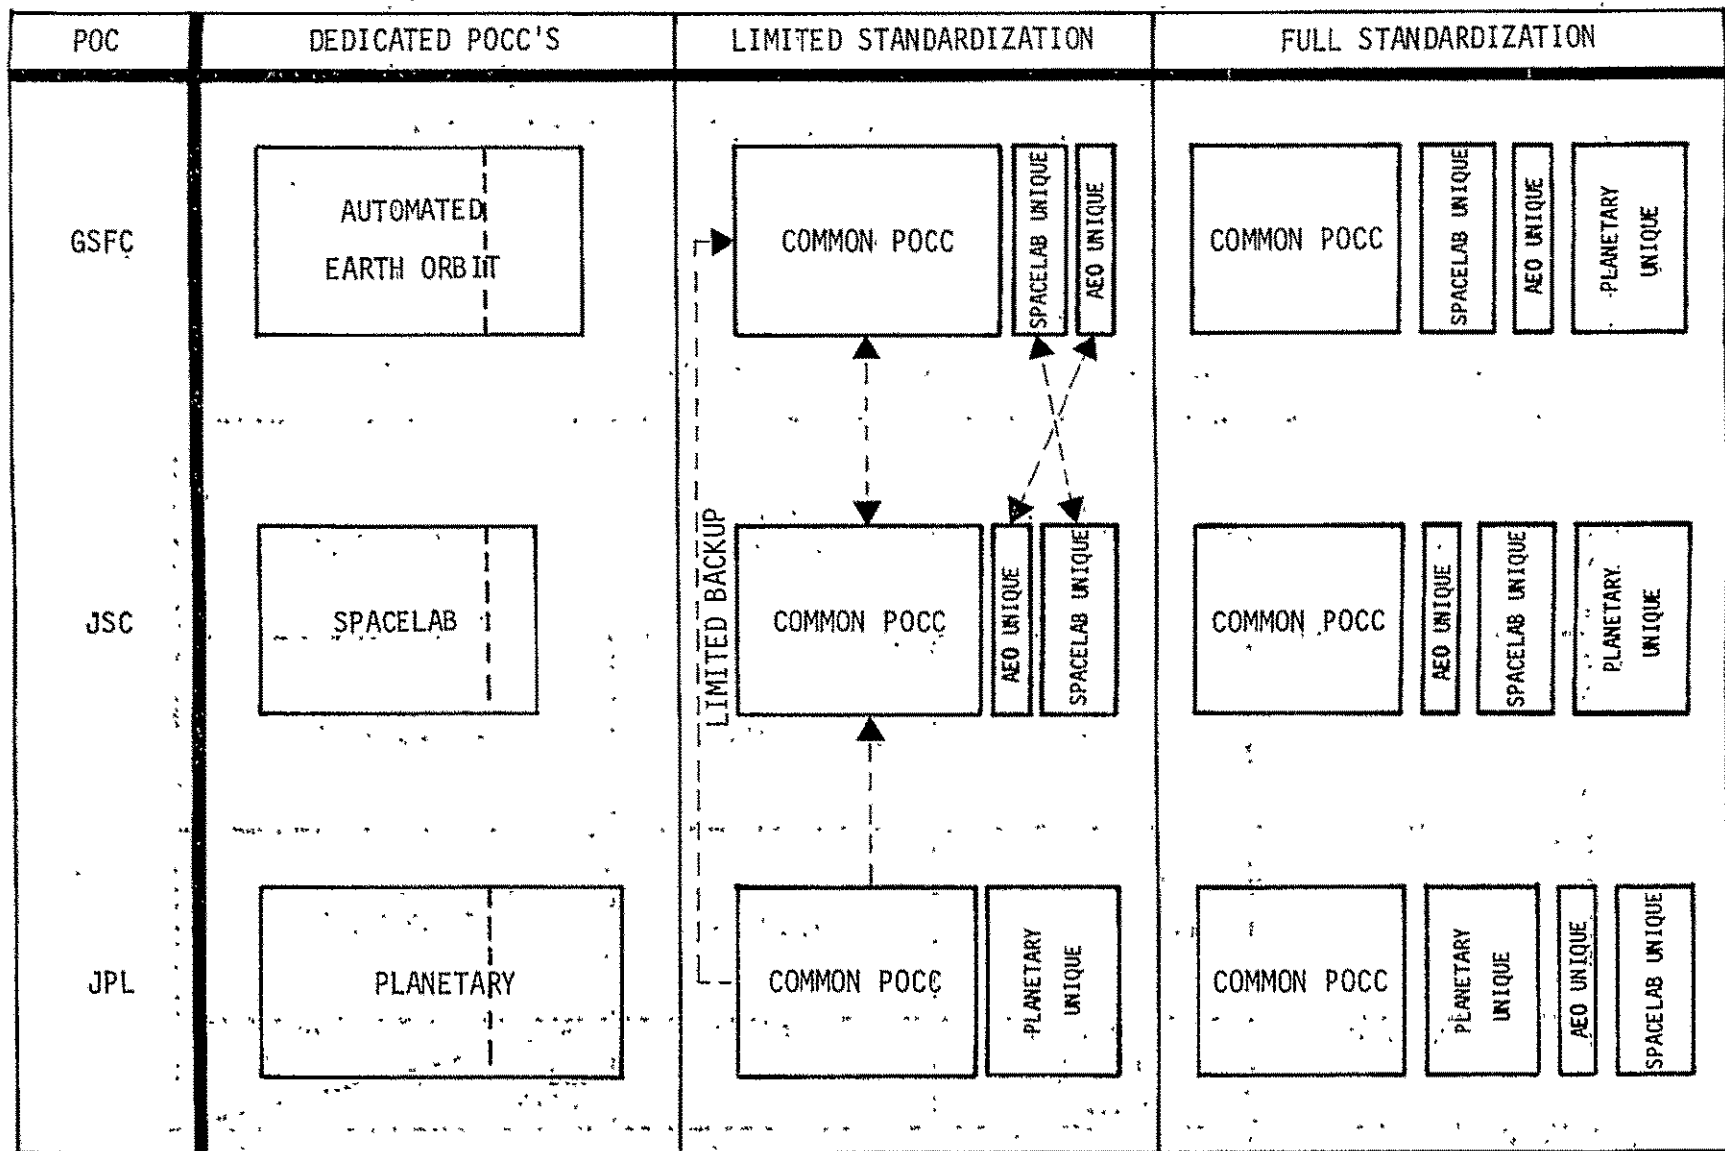 POC
DEDICATED POCC'S
LIMITED STANDARDIZATION
FULL STANDARDIZATION
GSFC
AUTOMATED
EARTH ORBIT
COMMON POCC
SPACELAB UNIQUE
AEO UNIQUE
COMMON POCC
SPACELAB UNIQUE
AEO UNIQUE
PLANETARY
UNIQUE
LIMITED BACKUP
JSC
SPACELAB
COMMON POCC
AEO UNIQUE
SPACELAB UNIQUE
COMMON POCC
AEO UNIQUE
SPACELAB UNIQUE
PLANETARY
UNIQUE
JPL
PLANETARY
COMMON POCC
PLANETARY
UNIQUE
COMMON POCC
PLANETARY
UNIQUE
AEO UNIQUE
SPACELAB UNIQUE